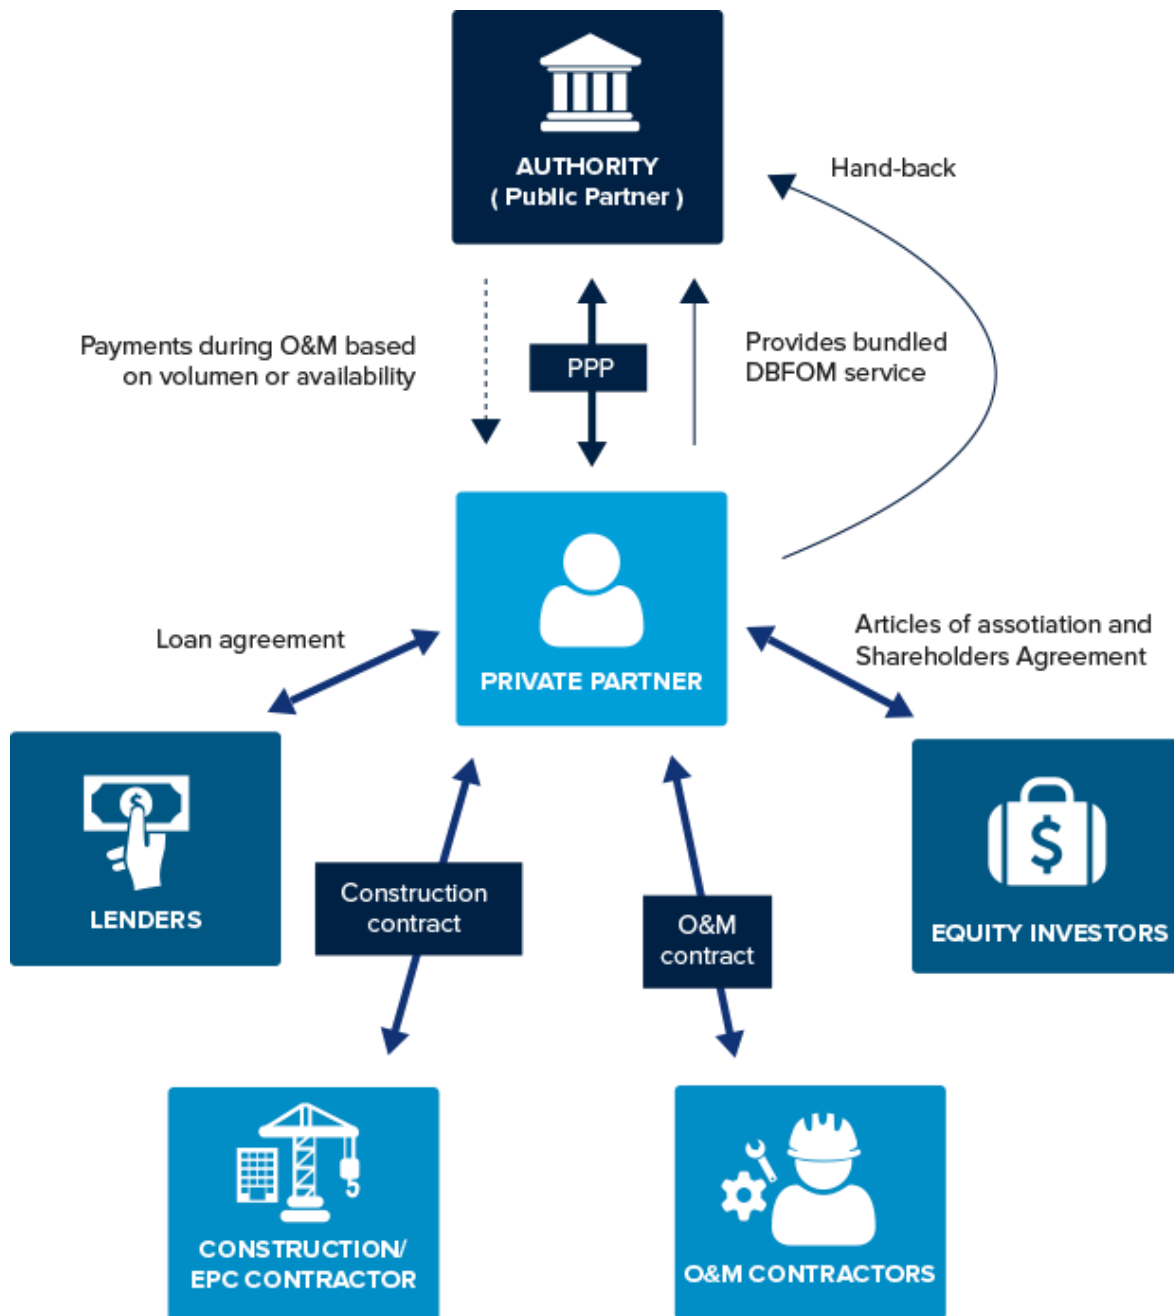 AUTHORITY
( Public Partner )
Hand-back
Payments during O&M based
on volumen or availability
PPP
Provides bundled
DBFOM service
PRIVATE PARTNER
Loan agreement
Articles of assotiation and
Shareholders Agreement
LENDERS
Construction
contract
O&M
contract
EQUITY INVESTORS
CONSTRUCTION/
EPC CONTRACTOR
O&M CONTRACTORS